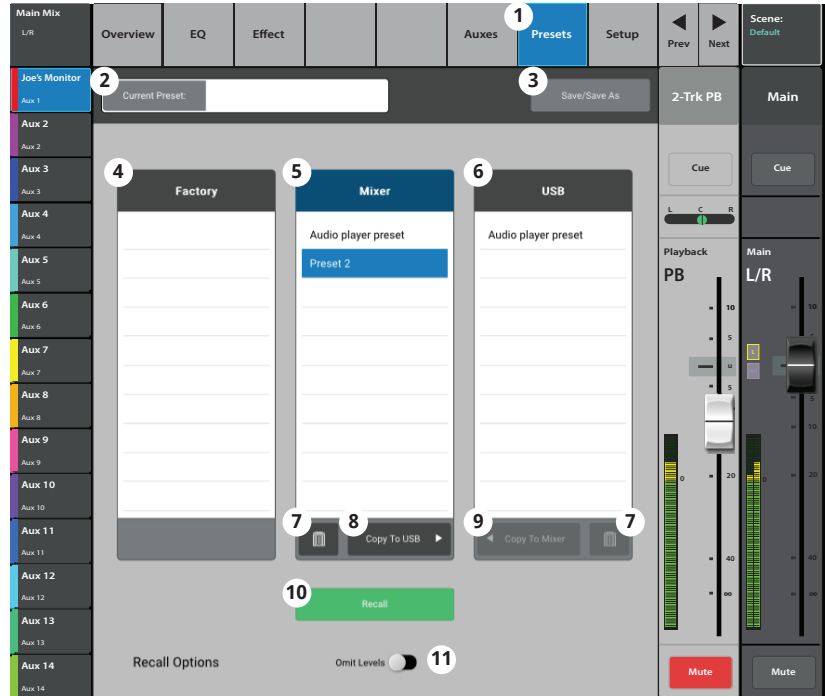 Main Mix
L/R
Overview
EQ
Effect
Auxes
1
Presets
Setup
Prev
Next
Scene:
Default
Joe's Monitor
Aux 1
Aux 2
Aux 2
Aux 3
Aux 3
Aux 4
Aux 4
Aux 5
Aux 5
Aux 6
Aux 6
Aux 7
Aux 7
Aux 8
Aux 8
Aux 9
Aux 9
Aux 10
Aux 10
Aux 11
Aux 11
Aux 12
Aux 12
Aux 13
Aux 13
Aux 14
Aux 14
2
Current Preset:
3
Save/Save As
4
Factory
5
Mixer
Audio player preset
Preset 2
6
USB
Audio player preset
7
8
Copy To USB
9
Copy To Mixer
7
10
Recall
Recall Options
Omit Levels
11
2-Trk PB
Cue
L C R
Playback
PB
10
5
U
5
0
20
40
∞
Mute
Main
Cue
Main
L/R
10
L
5
10
0
20
40
∞
Mute